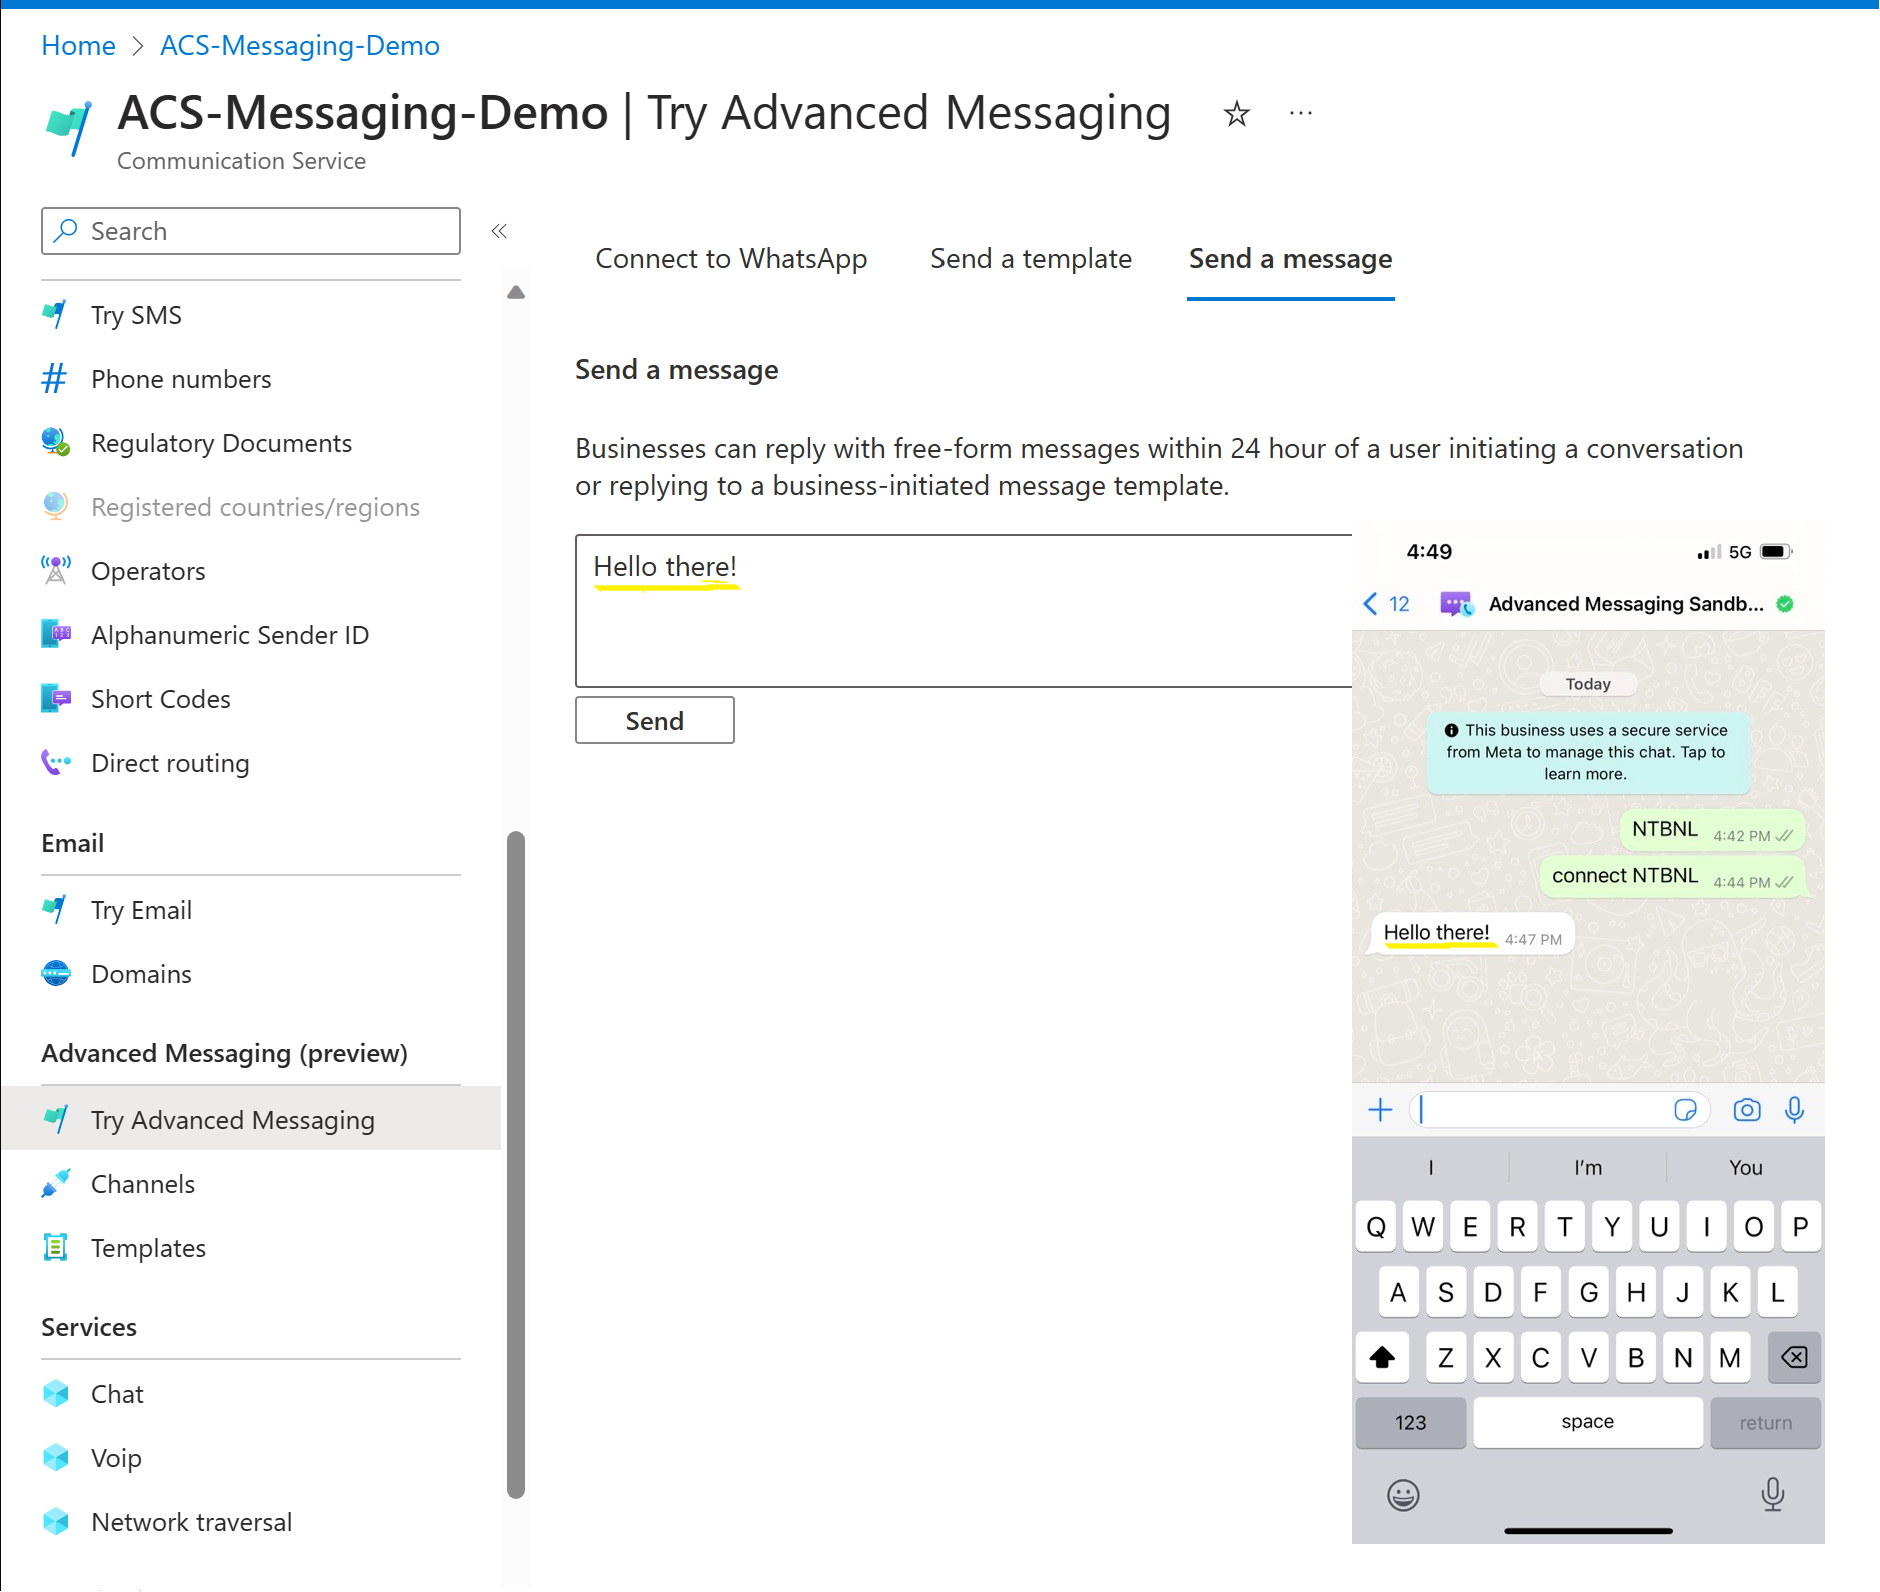 Home > ACS-Messaging-Demo
ACS-Messaging-Demo | Try Advanced Messaging
Communication Service
Search
Try SMS
Phone numbers
Regulatory Documents
Registered countries/regions
Operators
Alphanumeric Sender ID
Short Codes
Direct routing
Email
Try Email
Domains
Advanced Messaging (preview)
Try Advanced Messaging
Channels
Templates
Services
Chat
Voip
Network traversal
Connect to WhatsApp
Send a template
Send a message
Send a message
Businesses can reply with free-form messages within 24 hour of a user initiating a conversation
or replying to a business-initiated message template.
Hello there!
Send
4:49
5G
12
Advanced Messaging Sandb...
Today
This business uses a secure service
from Meta to manage this chat. Tap to
learn more.
NTBNL 4:42 PM
connect NTBNL 4:44 PM
Hello there! 4:47 PM
I I'm You
Q W E R T Y U I O P
A S D F G H J K L
Z X C V B N M
123 space return